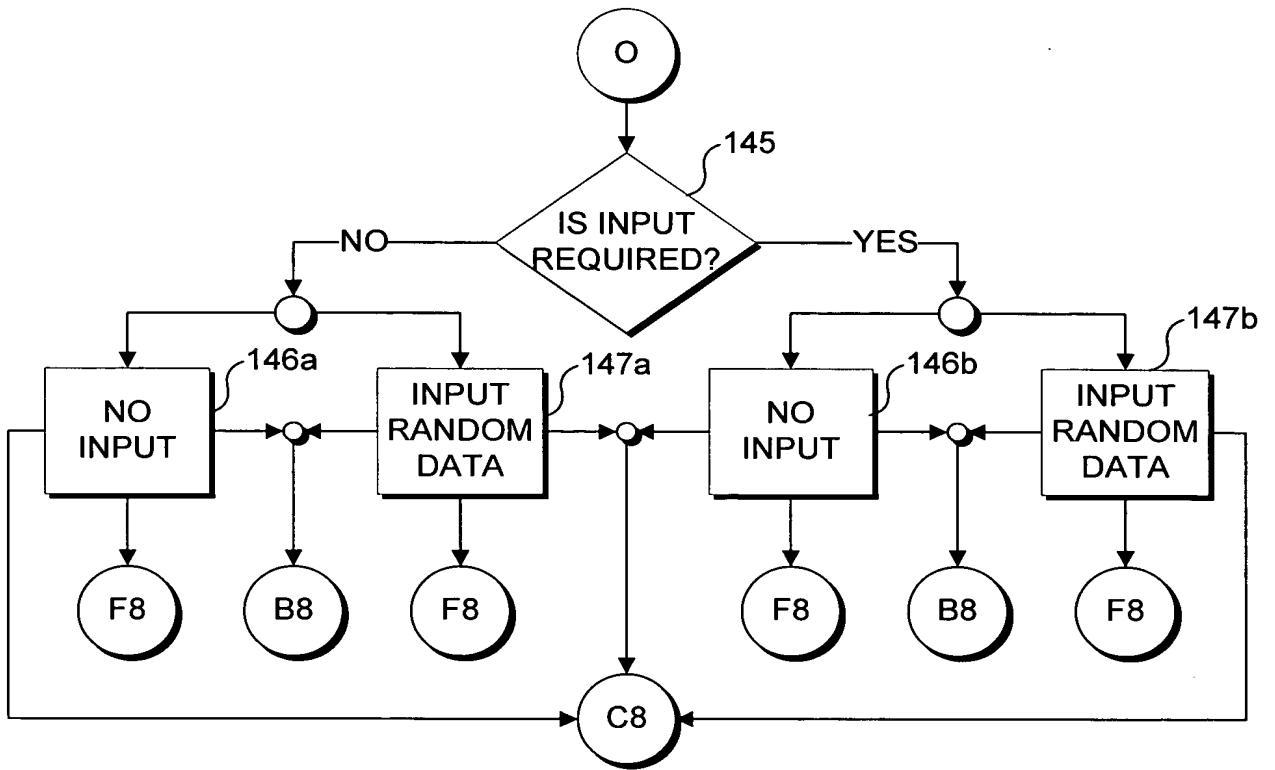 O
145
IS INPUT
REQUIRED?
NO
YES
146a
147a
146b
147b
NO
INPUT
INPUT
RANDOM
DATA
NO
INPUT
INPUT
RANDOM
DATA
F8
B8
F8
F8
B8
F8
C8